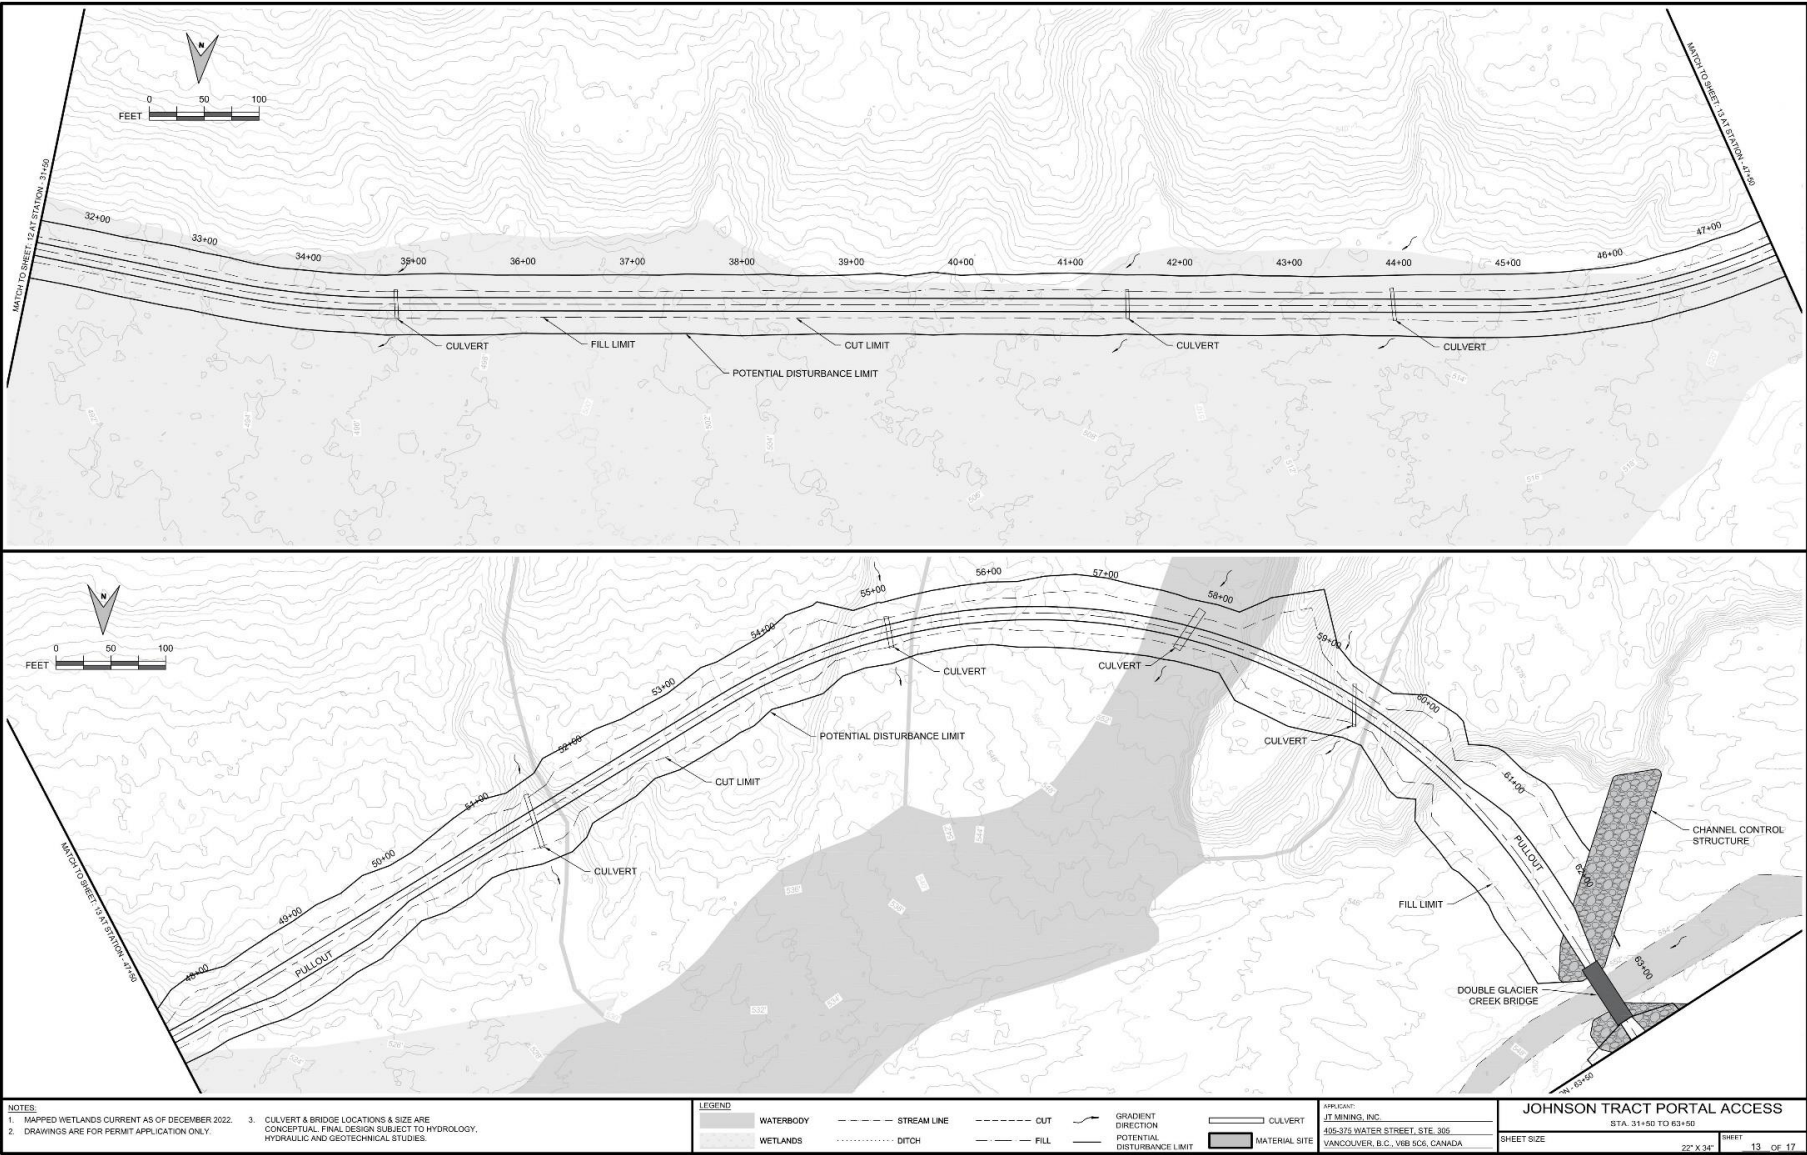 N
0 50 100
FEET
MATCH TO SHEET: 12 AT STATION - 31+50
MATCH TO SHEET: 13 AT STATION - 47+50
32+00
33+00
34+00
35+00
36+00
37+00
38+00
39+00
40+00
41+00
42+00
43+00
44+00
45+00
46+00
47+00
CULVERT
FILL LIMIT
CUT LIMIT
CULVERT
CULVERT
POTENTIAL DISTURBANCE LIMIT
N
0 50 100
FEET
MATCH TO SHEET: 13 AT STATION - 47+50
48+00
49+00
50+00
51+00
52+00
53+00
54+00
55+00
56+00
57+00
58+00
59+00
60+00
61+00
62+00
63+00
PULLOUT
CULVERT
CUT LIMIT
POTENTIAL DISTURBANCE LIMIT
CULVERT
CULVERT
CULVERT
PULLOUT
CHANNEL CONTROL
STRUCTURE
FILL LIMIT
DOUBLE GLACIER
CREEK BRIDGE
ON - 63+50
NOTES:
1. MAPPED WETLANDS CURRENT AS OF DECEMBER 2022.
2. DRAWINGS ARE FOR PERMIT APPLICATION ONLY.
3. CULVERT & BRIDGE LOCATIONS & SIZE ARE
CONCEPTUAL. FINAL DESIGN SUBJECT TO HYDROLOGY,
HYDRAULIC AND GEOTECHNICAL STUDIES.
LEGEND
WATERBODY
WETLANDS
STREAM LINE
DITCH
CUT
FILL
GRADIENT
DIRECTION
POTENTIAL
DISTURBANCE LIMIT
CULVERT
MATERIAL SITE
APPLICANT:
JT MINING, INC.
405-375 WATER STREET, STE. 305
VANCOUVER, B.C., V6B 5C6, CANADA
JOHNSON TRACT PORTAL ACCESS
STA. 31+50 TO 63+50
SHEET SIZE
22" X 34"
SHEET
13 OF 17